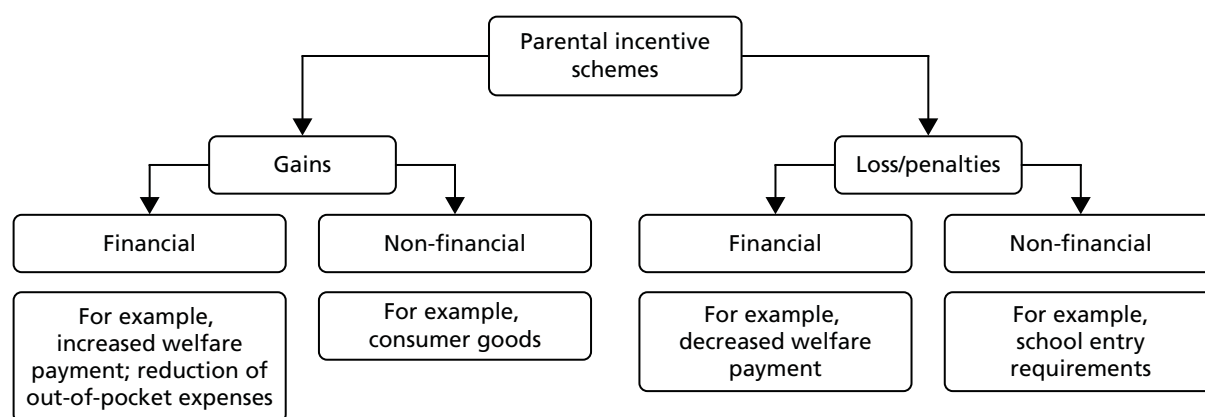 Parental incentive
schemes
Gains
Loss/penalties
Financial
Non-financial
Financial
Non-financial
For example,
increased welfare
payment; reduction of
out-of-pocket expenses
For example,
consumer goods
For example,
decreased welfare
payment
For example,
school entry
requirements